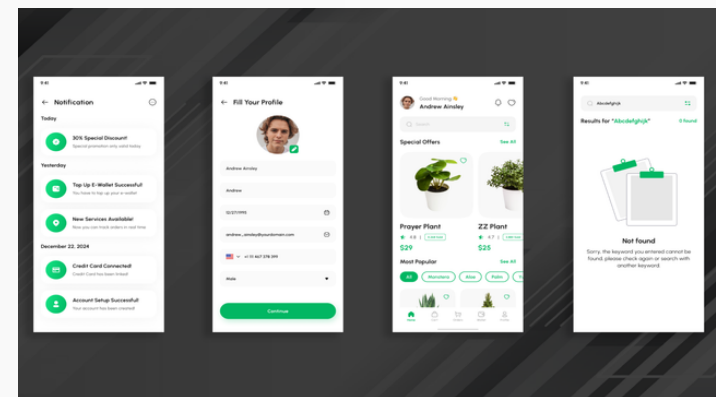 9:41
← Notification
Today
30% Special Discount!
Special promotion only valid today
Yesterday
Top Up E-Wallet Successful!
You have to top up your e-wallet
New Services Available!
Now you can track orders in real time
December 22, 2024
Credit Card Connected!
Credit Card has been linked!
Account Setup Successful!
Your account has been created!
9:41
← Fill Your Profile
Andrew Ainsley
Andrew
12/27/1995
andrew_ainsley@yourdomain.com
+1 111 467 378 399
Male
Continue
9:41
Good Morning 👋
Andrew Ainsley
Search
Special Offers
See All
Prayer Plant
ZZ Plant
4.8 |
4.7 |
$29
$25
Most Popular
See All
All
Monstera
Aloe
Palm
Home
Cart
Orders
Wallet
Profile
9:41
Abcdefghijk
Results for "Abcdefghijk"
0 found
Not found
Sorry, the keyword you entered cannot be
found, please check again or search with
another keyword.